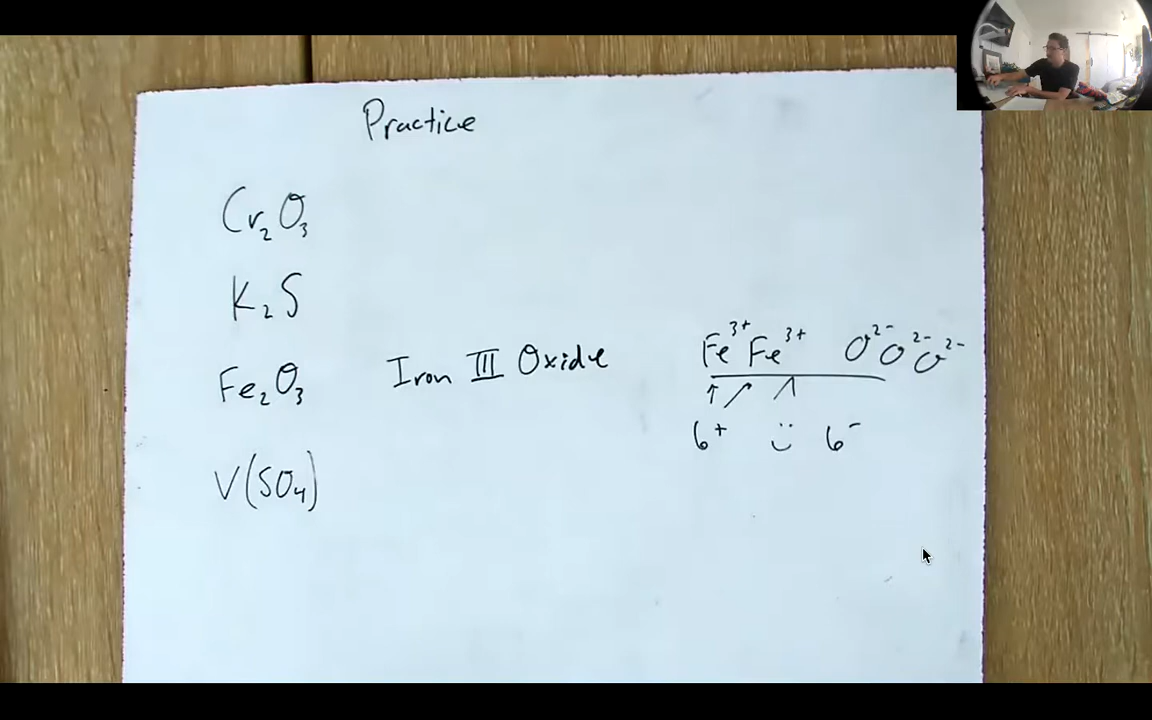 Practice
Cr₂O₃
K₂S
Fe₂O₃ Iron III Oxide Fe³⁺Fe³⁺ O²⁻O²⁻O²⁻
6⁺ 6⁻
V(SO₄)